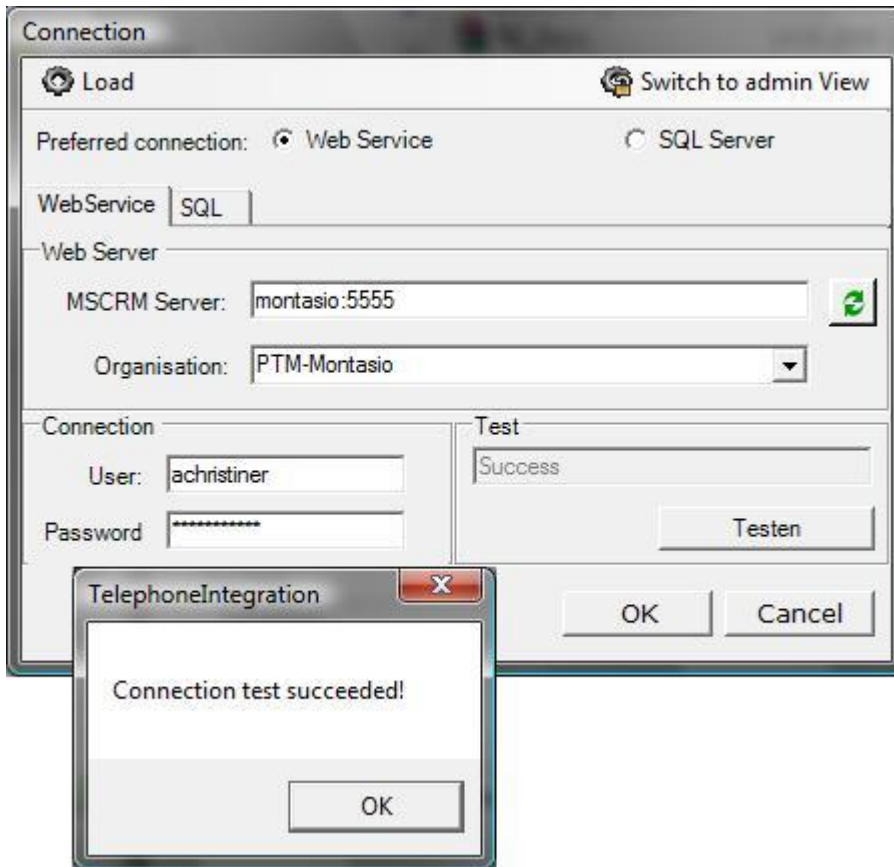 Connection
Load
Switch to admin View
Preferred connection:
Web Service
SQL Server
WebService
SQL
Web Server
MSCRM Server:
montasio:5555
Organisation:
PTM-Montasio
Connection
Test
User:
achristiner
Success
Password
***********
Testen
TelephoneIntegration
OK
Cancel
Connection test succeeded!
OK